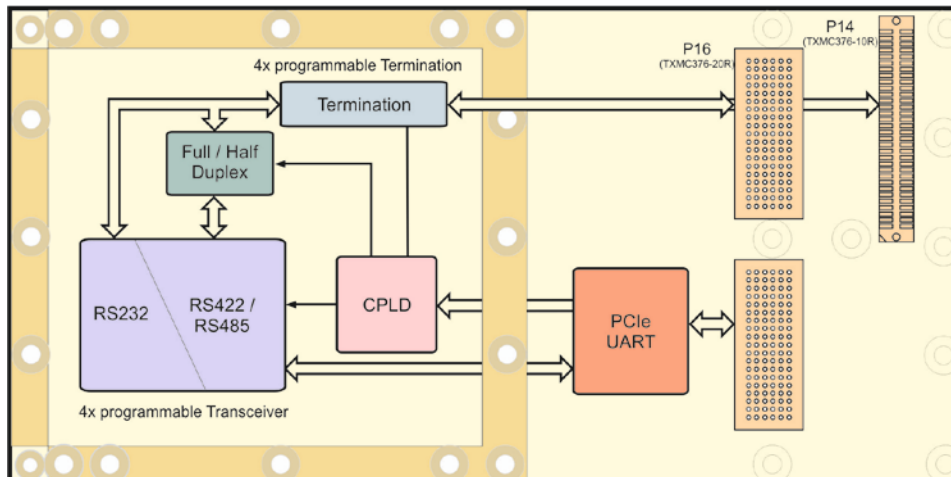 P14
(TXMC376-10R)
P16
(TXMC376-20R)
4x programmable Termination
Termination
Full / Half
Duplex
RS232
RS422 /
RS485
CPLD
PCIe
UART
4x programmable Transceiver